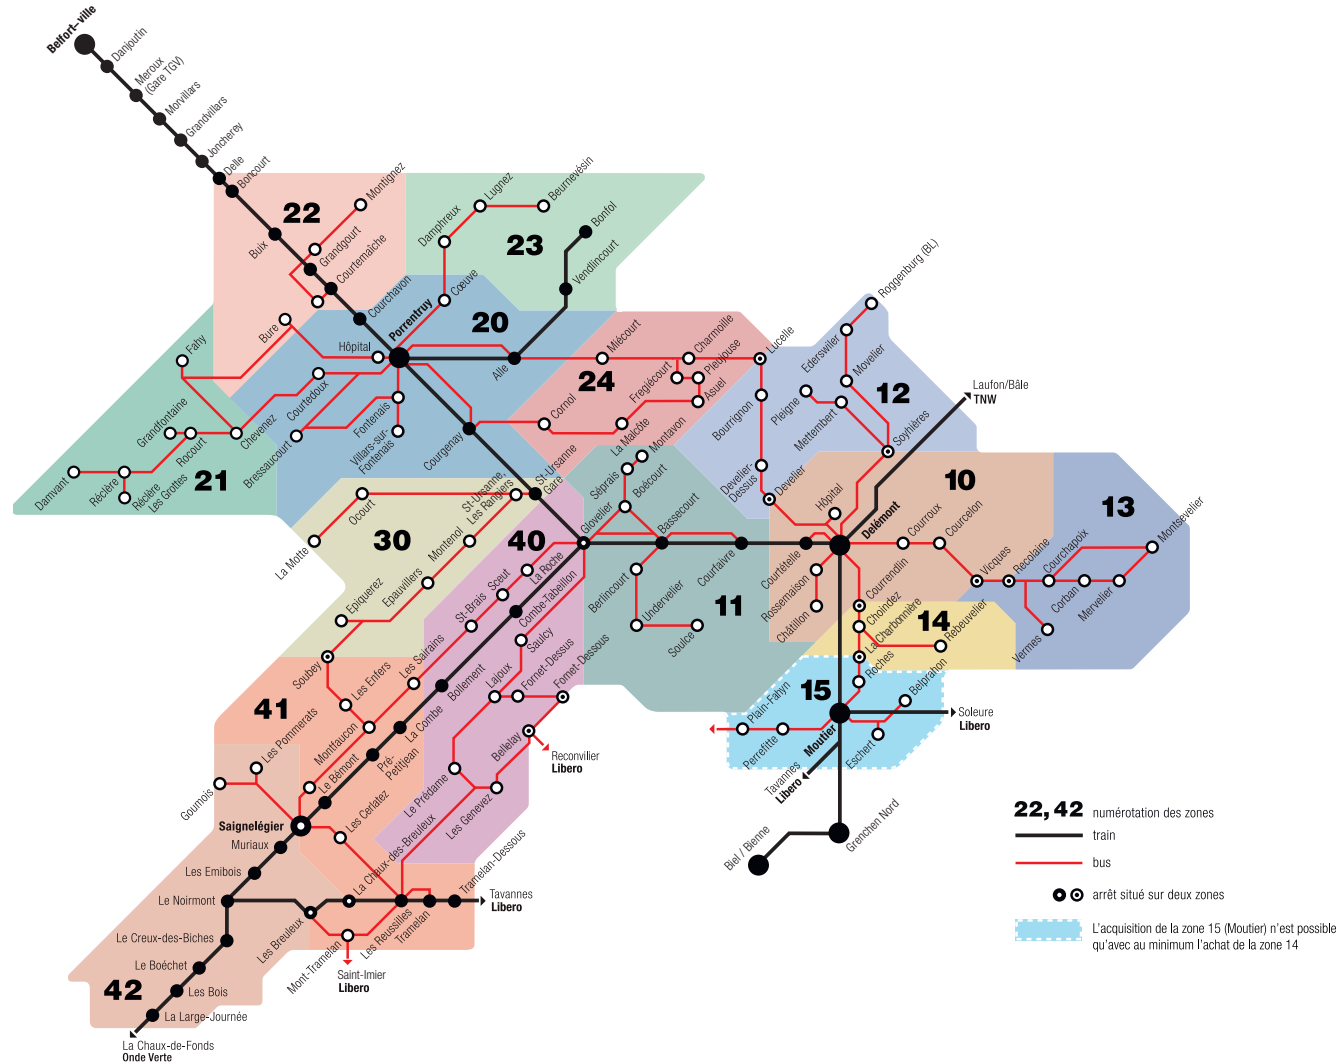 Belfort–ville
Danjoutin
Meroux
(Gare TGV)
Morvillars
Grandvillars
Joncherey
Delle
Boncourt
22
Montignez
Buix
Grandgourt
Courtemaîche
Courchavon
Bure
23
Damphreux
Lugnez
Beurnevésin
Bonfol
Vendlincourt
Cœuve
Porrentruy
20
Hôpital
Alle
Fahy
Courtedoux
Chevenez
Grandfontaine
Rocourt
Damvant
Réclère
Réclère
Les Grottes
21
Bressaucourt
Fontenais
Villars-sur-
Fontenais
Courgenay
Miécourt
Charmoille
Lucelle
24
Fregiécourt
Pleujouse
Asuel
Cornol
La Malcôte
Montavon
Séprais
Boécourt
Roggenburg (BL)
Ederswiler
Movelier
12
Pleigne
Mettembert
Soyhières
Bourrignon
Develier-
Dessus
Develier
Laufon/Bâle
TNW
10
Hôpital
Delémont
Courroux
Courcelon
13
Vicques
Recolaine
Courchapoix
Montsevelier
Corban
Mervelier
Vermes
St-Ursanne
Gare
St-Ursanne,
Les Rangiers
Ocourt
La Motte
30
Montenol
Epauvillers
Epiquerez
40
Glovelier
Bassecourt
Courfaivre
Courtételle
Rossemaison
Châtillon
Berlincourt
Undervelier
Soulce
11
Courrendlin
Choindez
La Charbonnière
14
Rebeuvelier
Roches
Belprahon
15
Plain-Fahyn
Perrefitte
Moutier
Eschert
Soleure
Libero
Tavannes
Libero
Grenchen Nord
Biel / Bienne
La Roche
Sceut
St-Brais
Combe-Tabeillon
Saulcy
Les Sairains
Bollement
Lajoux
Fornet-Dessus
Fornet-Dessous
Soubey
Les Enfers
41
Les Pommerats
Montfaucon
La Combe
Pré-
Petitjean
Le Bémont
Goumois
Saignelégier
Les Cerlatez
Bellelay
Reconvilier
Libero
Le Prédame
Les Genevez
Muriaux
Les Emibois
Le Noirmont
La Chaux-des-Breuleux
Tramelan-Dessous
Tavannes
Libero
Le Creux-des-Biches
Les Breuleux
Mont-Tramelan
Les Reussilles
Tramelan
Le Boéchet
Saint-Imier
Libero
42
Les Bois
La Large-Journée
La Chaux-de-Fonds
Onde Verte
22, 42 numérotation des zones
train
bus
arrêt situé sur deux zones
L'acquisition de la zone 15 (Moutier) n'est possible
qu'avec au minimum l'achat de la zone 14